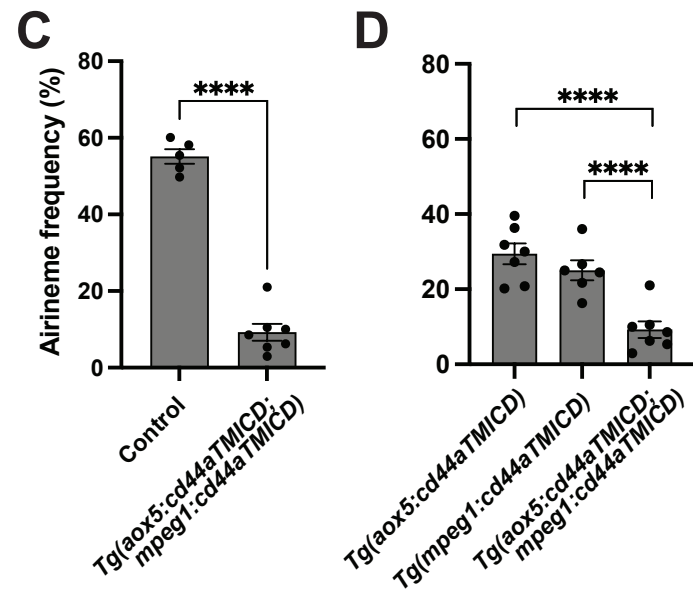 C
Airineme frequency (%)
80
60
40
20
0
****
Control
Tg(aox5:cd44aTMICD;
mpeg1:cd44aTMICD)
D
80
60
40
20
0
****
****
Tg(aox5:cd44aTMICD)
Tg(mpeg1:cd44aTMICD)
Tg(aox5:cd44aTMICD;
mpeg1:cd44aTMICD)